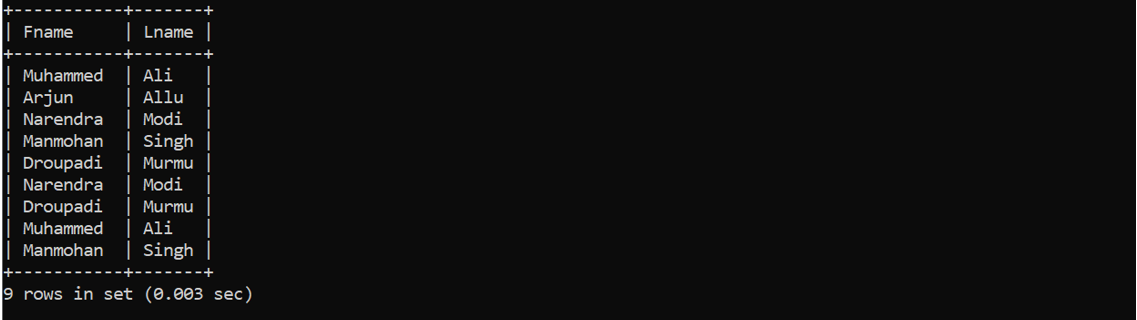 +-----------+-------+
| Fname     | Lname |
+-----------+-------+
| Muhammed  | Ali   |
| Arjun     | Allu  |
| Narendra  | Modi  |
| Manmohan  | Singh |
| Droupadi  | Murmu |
| Narendra  | Modi  |
| Droupadi  | Murmu |
| Muhammed  | Ali   |
| Manmohan  | Singh |
+-----------+-------+
9 rows in set (0.003 sec)